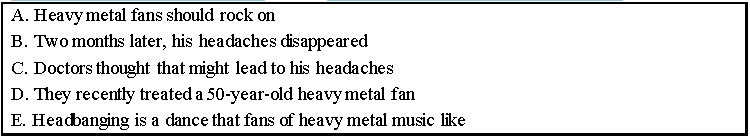 A. Heavy metal fans should rock on
B. Two months later, his headaches disappeared
C. Doctors thought that might lead to his headaches
D. They recently treated a 50-year-old heavy metal fan
E. Headbanging is a dance that fans of heavy metal music like